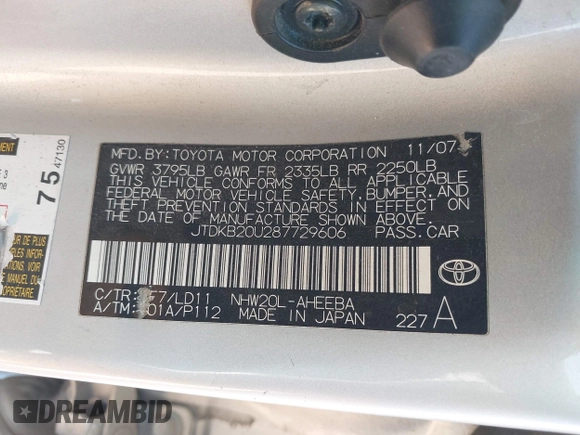 MFD. BY: TOYOTA MOTOR CORPORATION 11/07
GVWR 3795LB GAWR FR 2335LB RR 2250LB
THIS VEHICLE CONFORMS TO ALL APPLICABLE
FEDERAL MOTOR VEHICLE SAFETY, BUMPER, AND
THEFT PREVENTION STANDARDS IN EFFECT ON
THE DATE OF MANUFACTURE SHOWN ABOVE.
JTDKB20U287729606 PASS. CAR
C/TR: 1F7/LD11 NHW20L-AHEEBA
A/TM: 01A/P112 MADE IN JAPAN 227 A
TOYOTA
75
47130
DREAMBID